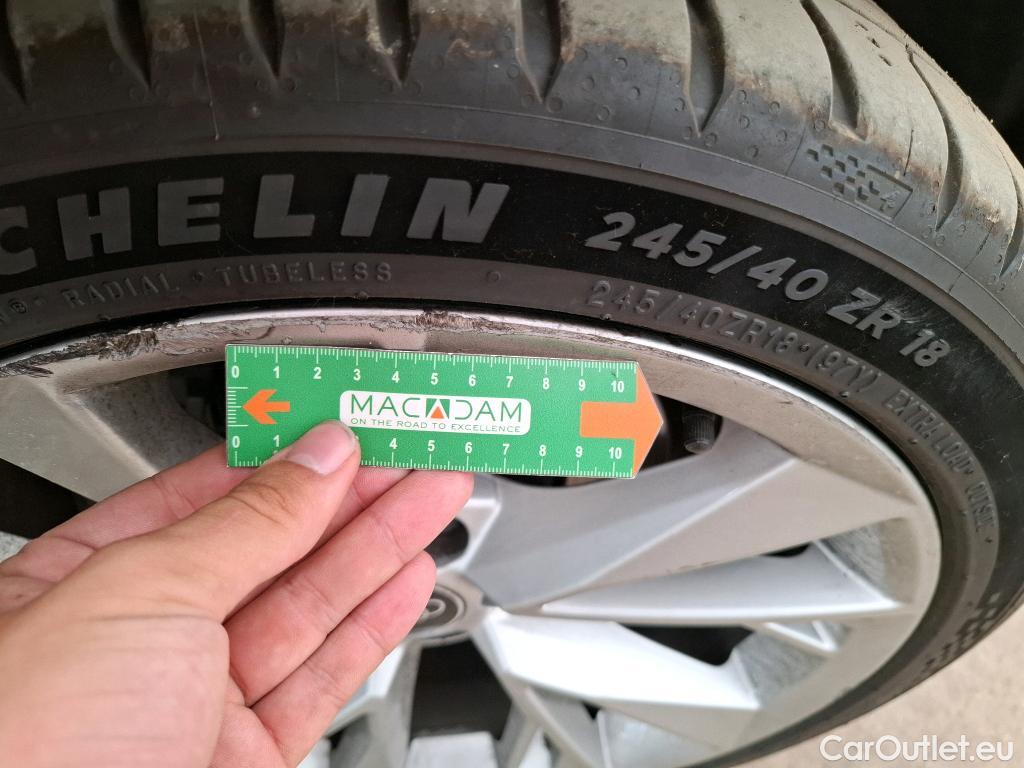 CHELIN 245/40 ZR 18
RADIAL • TUBELESS
245/40ZR18 • (97Y) EXTRA LOAD
0 1 2 3 4 5 6 7 8 9 10
MACADAM
ON THE ROAD TO EXCELLENCE
0 1 4 5 6 7 8 9 10
CarOutlet.eu